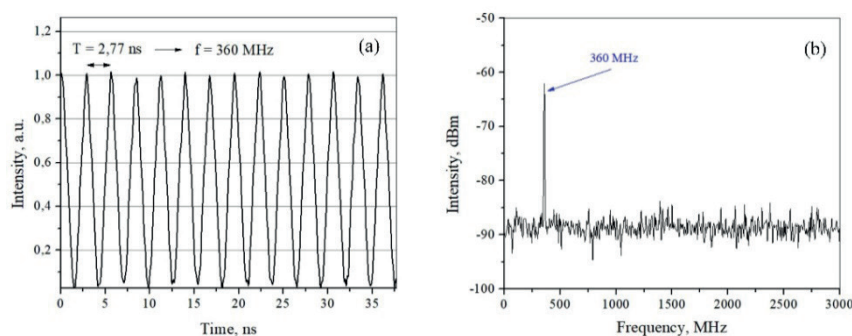 T = 2,77 ns → f = 360 MHz
(a)
1,2
1,0
0,8
0,6
0,4
0,2
Intensity, a.u.
0 5 10 15 20 25 30 35
Time, ns
(b)
360 MHz
-50
-60
-70
-80
-90
-100
Intensity, dBm
0 500 1000 1500 2000 2500 3000
Frequency, MHz